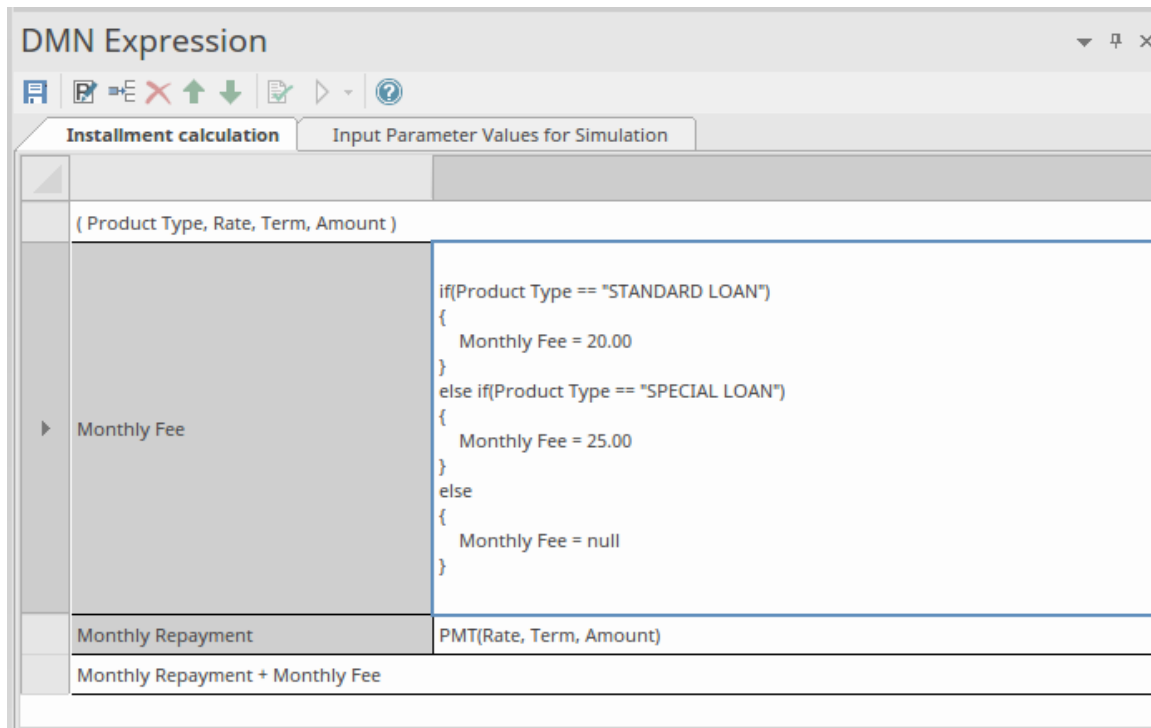 DMN Expression
Installment calculation
Input Parameter Values for Simulation
( Product Type, Rate, Term, Amount )
Monthly Fee
if(Product Type == "STANDARD LOAN")
{
Monthly Fee = 20.00
}
else if(Product Type == "SPECIAL LOAN")
{
Monthly Fee = 25.00
}
else
{
Monthly Fee = null
}
Monthly Repayment
PMT(Rate, Term, Amount)
Monthly Repayment + Monthly Fee